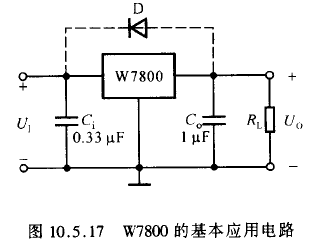 D
W7800
+
+
U_I
C_i
0.33 μF
C_o
1 μF
R_L
U_O
−
−
图 10.5.17 W7800 的基本应用电路